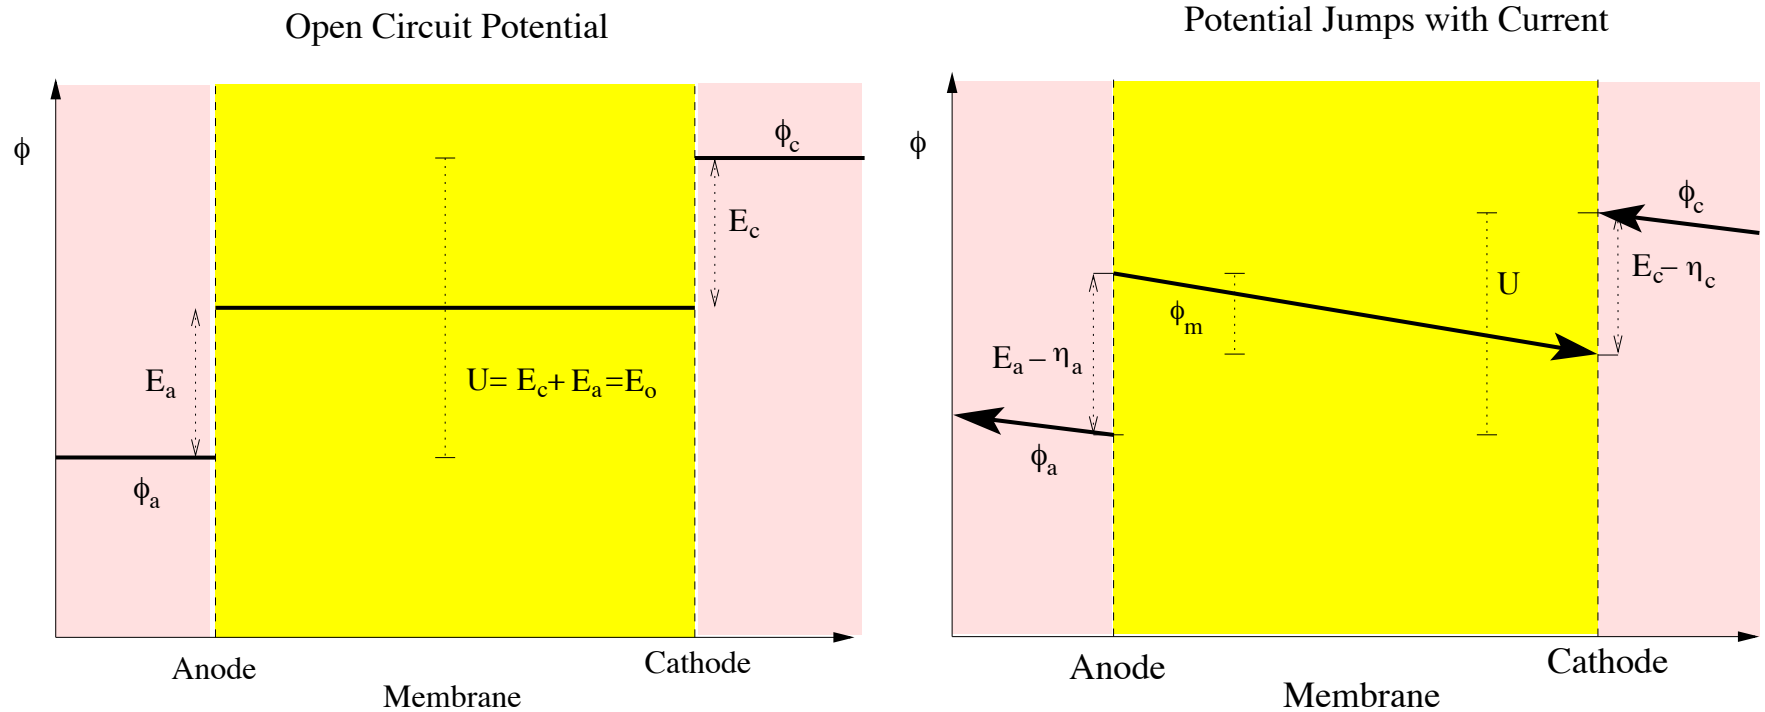 Open Circuit Potential
ϕ
ϕc
Ec
Ea
U= Ec+ Ea=Eo
ϕa
Anode
Cathode
Membrane
Potential Jumps with Current
ϕ
ϕc
Ec− ηc
U
ϕm
Ea − ηa
ϕa
Anode
Cathode
Membrane